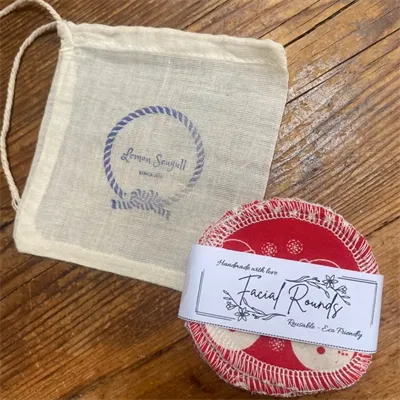 Lemon Seagull
Handmade with love
Facial Rounds
Reusable - Eco Friendly